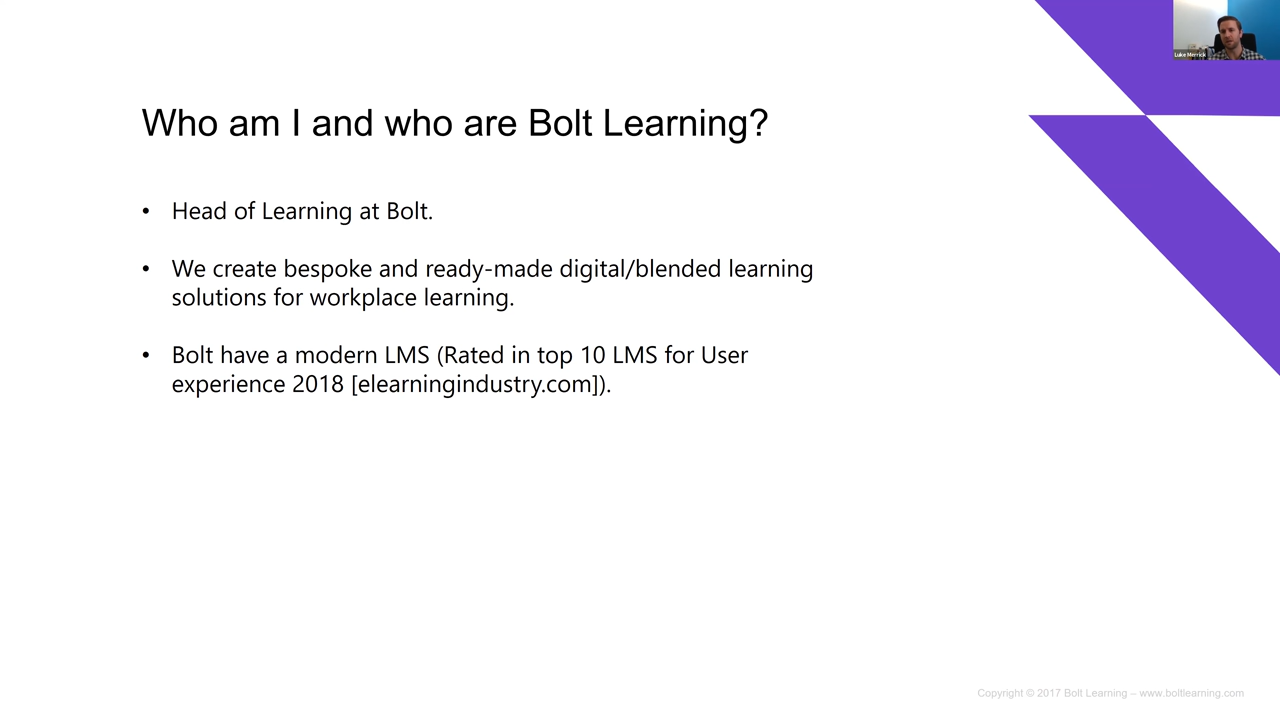 Luke Merrick
Who am I and who are Bolt Learning?
• Head of Learning at Bolt.
• We create bespoke and ready-made digital/blended learning
solutions for workplace learning.
• Bolt have a modern LMS (Rated in top 10 LMS for User
experience 2018 [elearningindustry.com]).
Copyright © 2017 Bolt Learning – www.boltlearning.com